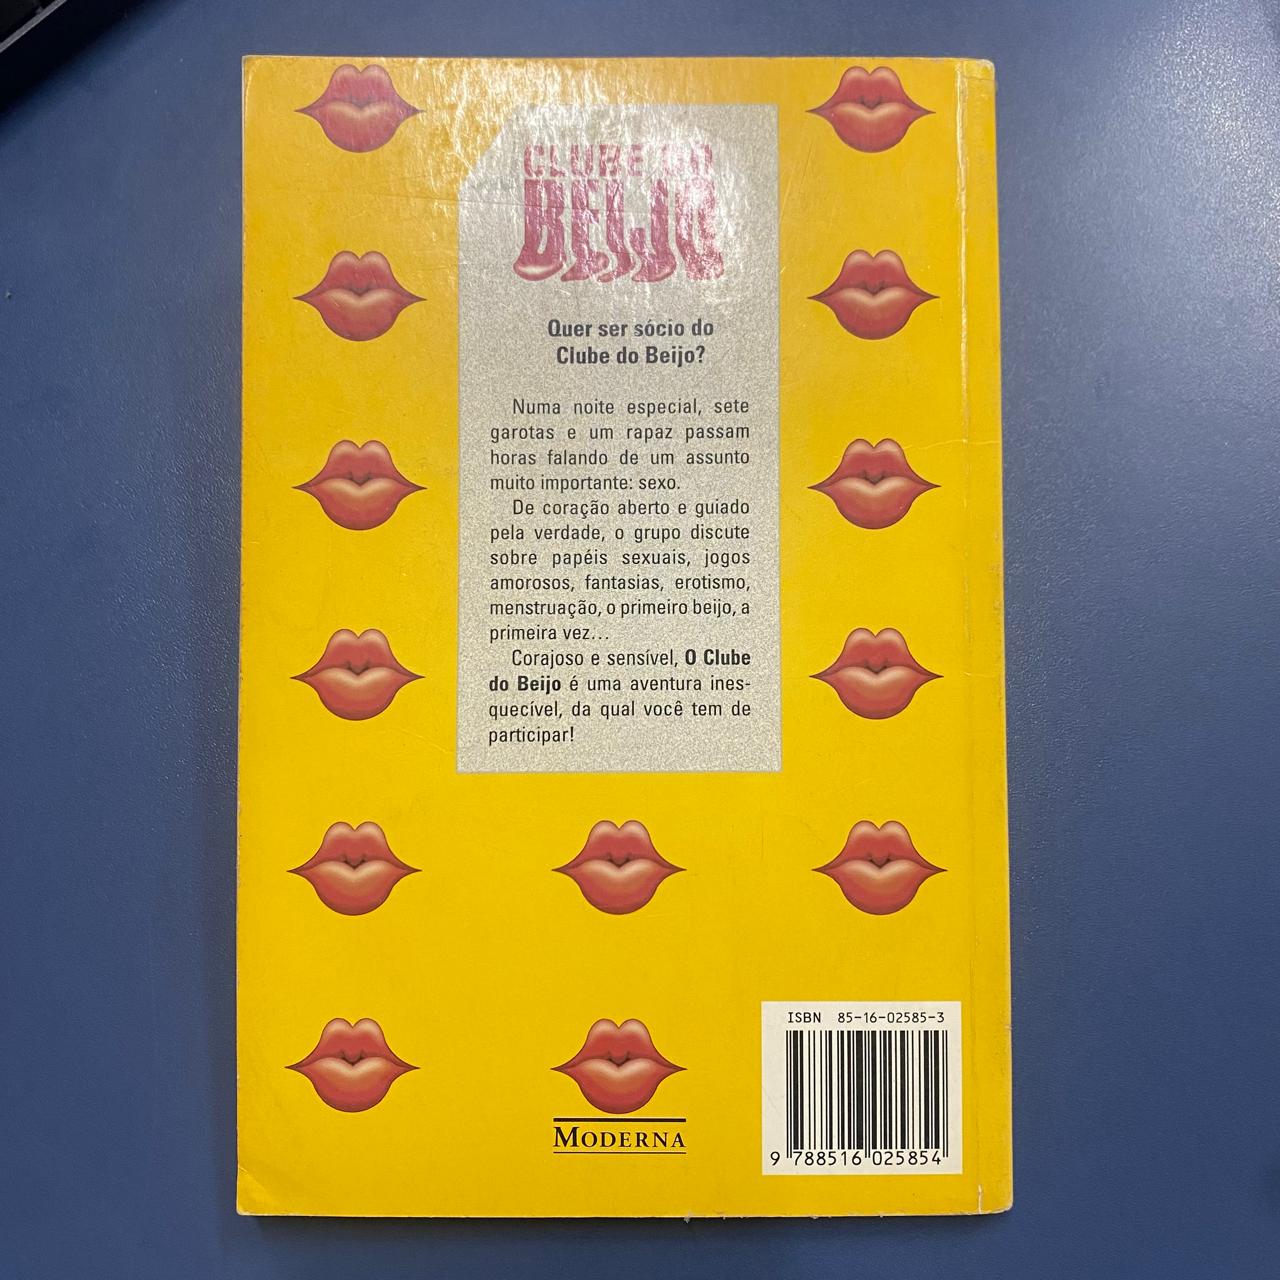 CLUBE DO
BEIJO
Quer ser sócio do
Clube do Beijo?
Numa noite especial, sete
garotas e um rapaz passam
horas falando de um assunto
muito importante: sexo.
De coração aberto e guiado
pela verdade, o grupo discute
sobre papéis sexuais, jogos
amorosos, fantasias, erotismo,
menstruação, o primeiro beijo, a
primeira vez...
Corajoso e sensível, O Clube
do Beijo é uma aventura ines-
quecível, da qual você tem de
participar!
ISBN 85-16-02585-3
MODERNA
9 788516 025854